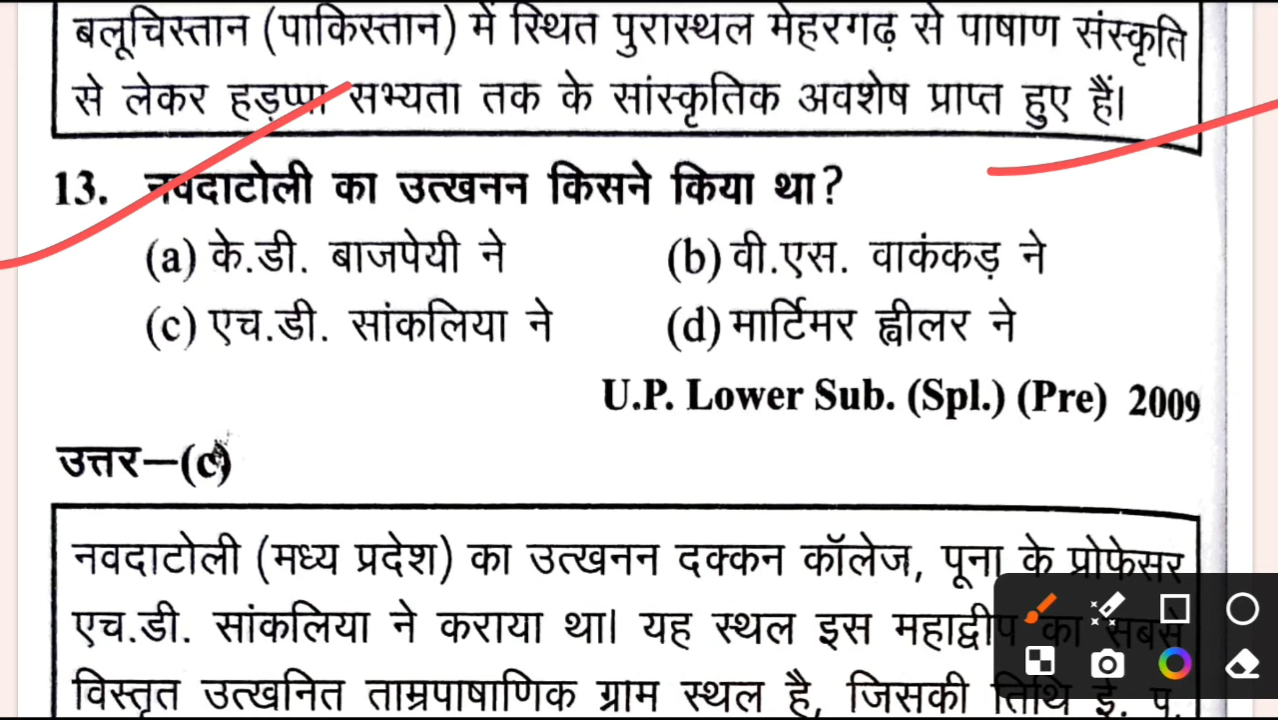 बलूचिस्तान (पाकिस्तान) में स्थित पुरास्थल मेहरगढ़ से पाषाण संस्कृति
से लेकर हड़प्पा सभ्यता तक के सांस्कृतिक अवशेष प्राप्त हुए हैं।
13. नवदाटोली का उत्खनन किसने किया था?
(a) के.डी. बाजपेयी ने (b) वी.एस. वाकंकड़ ने
(c) एच.डी. सांकलिया ने (d) मार्टिमर ह्वीलर ने
U.P. Lower Sub. (Spl.) (Pre) 2009
उत्तर–(c)
नवदाटोली (मध्य प्रदेश) का उत्खनन दक्कन कॉलेज, पूना के प्रोफेसर
एच.डी. सांकलिया ने कराया था। यह स्थल इस महाद्वीप का सबसे
विस्तृत उत्खनित ताम्रपाषाणिक ग्राम स्थल है, जिसकी तिथि ई. पू.